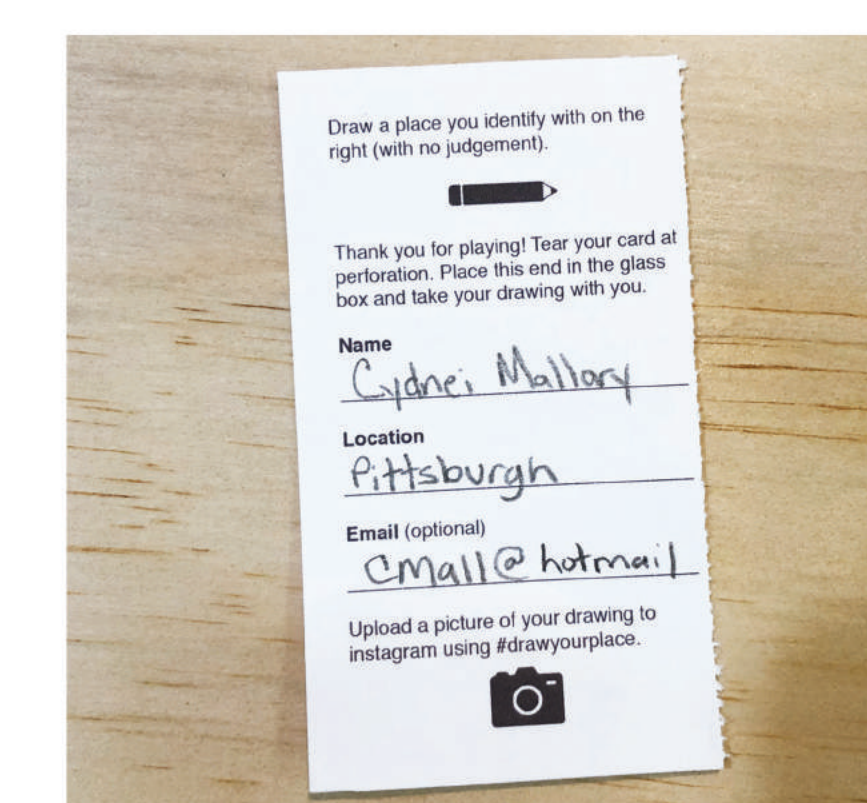 Draw a place you identify with on the
right (with no judgement).
Thank you for playing! Tear your card at
perforation. Place this end in the glass
box and take your drawing with you.
Name
Cydnei Mallory
Location
Pittsburgh
Email (optional)
CMall@hotmail
Upload a picture of your drawing to
instagram using #drawyourplace.